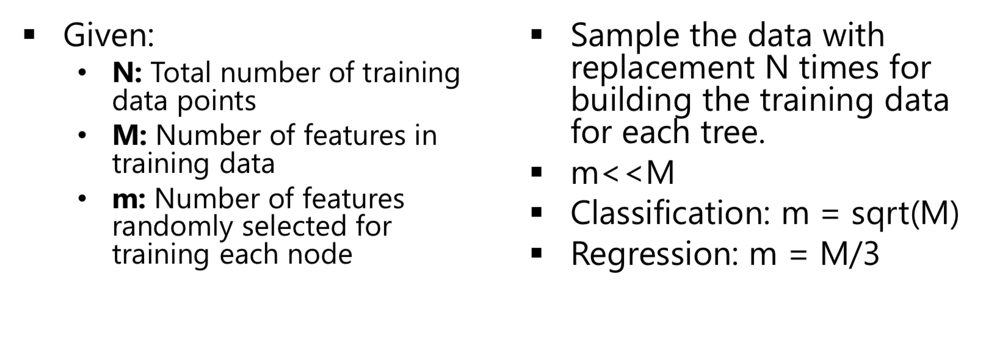 ▪ Given:
• N: Total number of training
data points
• M: Number of features in
training data
• m: Number of features
randomly selected for
training each node
▪ Sample the data with
replacement N times for
building the training data
for each tree.
▪ m<<M
▪ Classification: m = sqrt(M)
▪ Regression: m = M/3